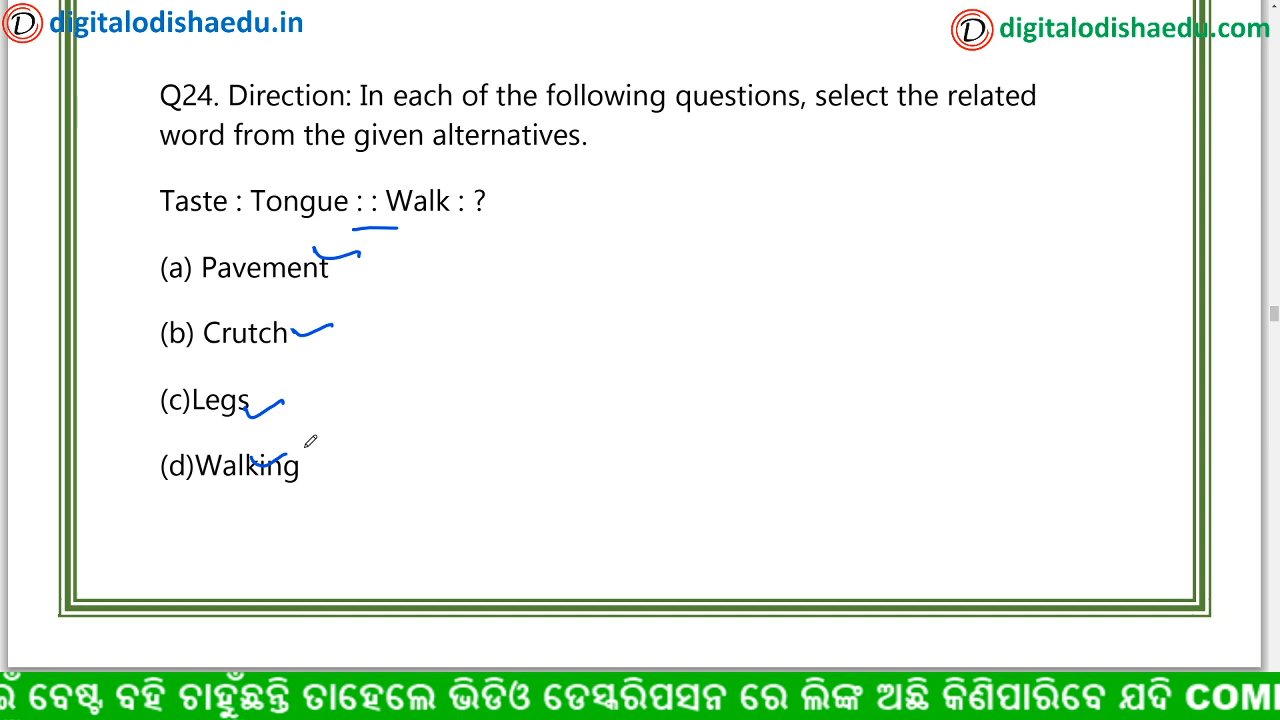 digitalodishaedu.in
digitalodishaedu.com
Q24. Direction: In each of the following questions, select the related
word from the given alternatives.
Taste : Tongue : : Walk : ?
(a) Pavement
(b) Crutch
(c)Legs
(d)Walking
ବେଷ୍ଟ ବହି ଚାହୁଁଛନ୍ତି ତାହେଲେ ଭିଡିଓ ଡେସ୍କରିପସନ ରେ ଲିଙ୍କ ଅଛି କିଣିପାରିବେ ଯଦି